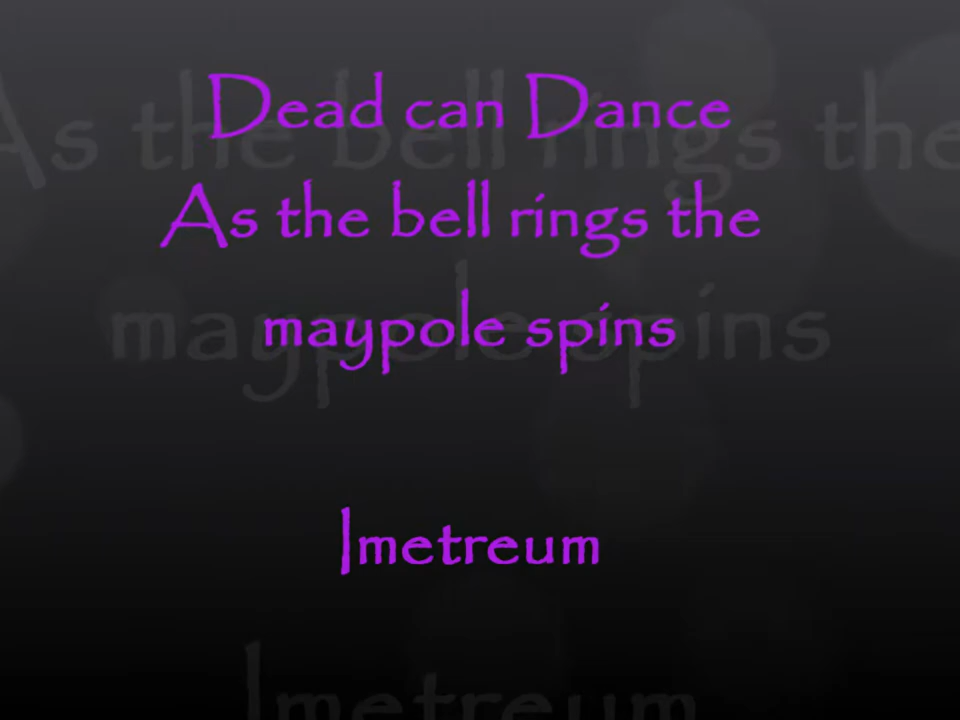 Dead can Dance
As the bell rings the
maypole spins
Imetreum